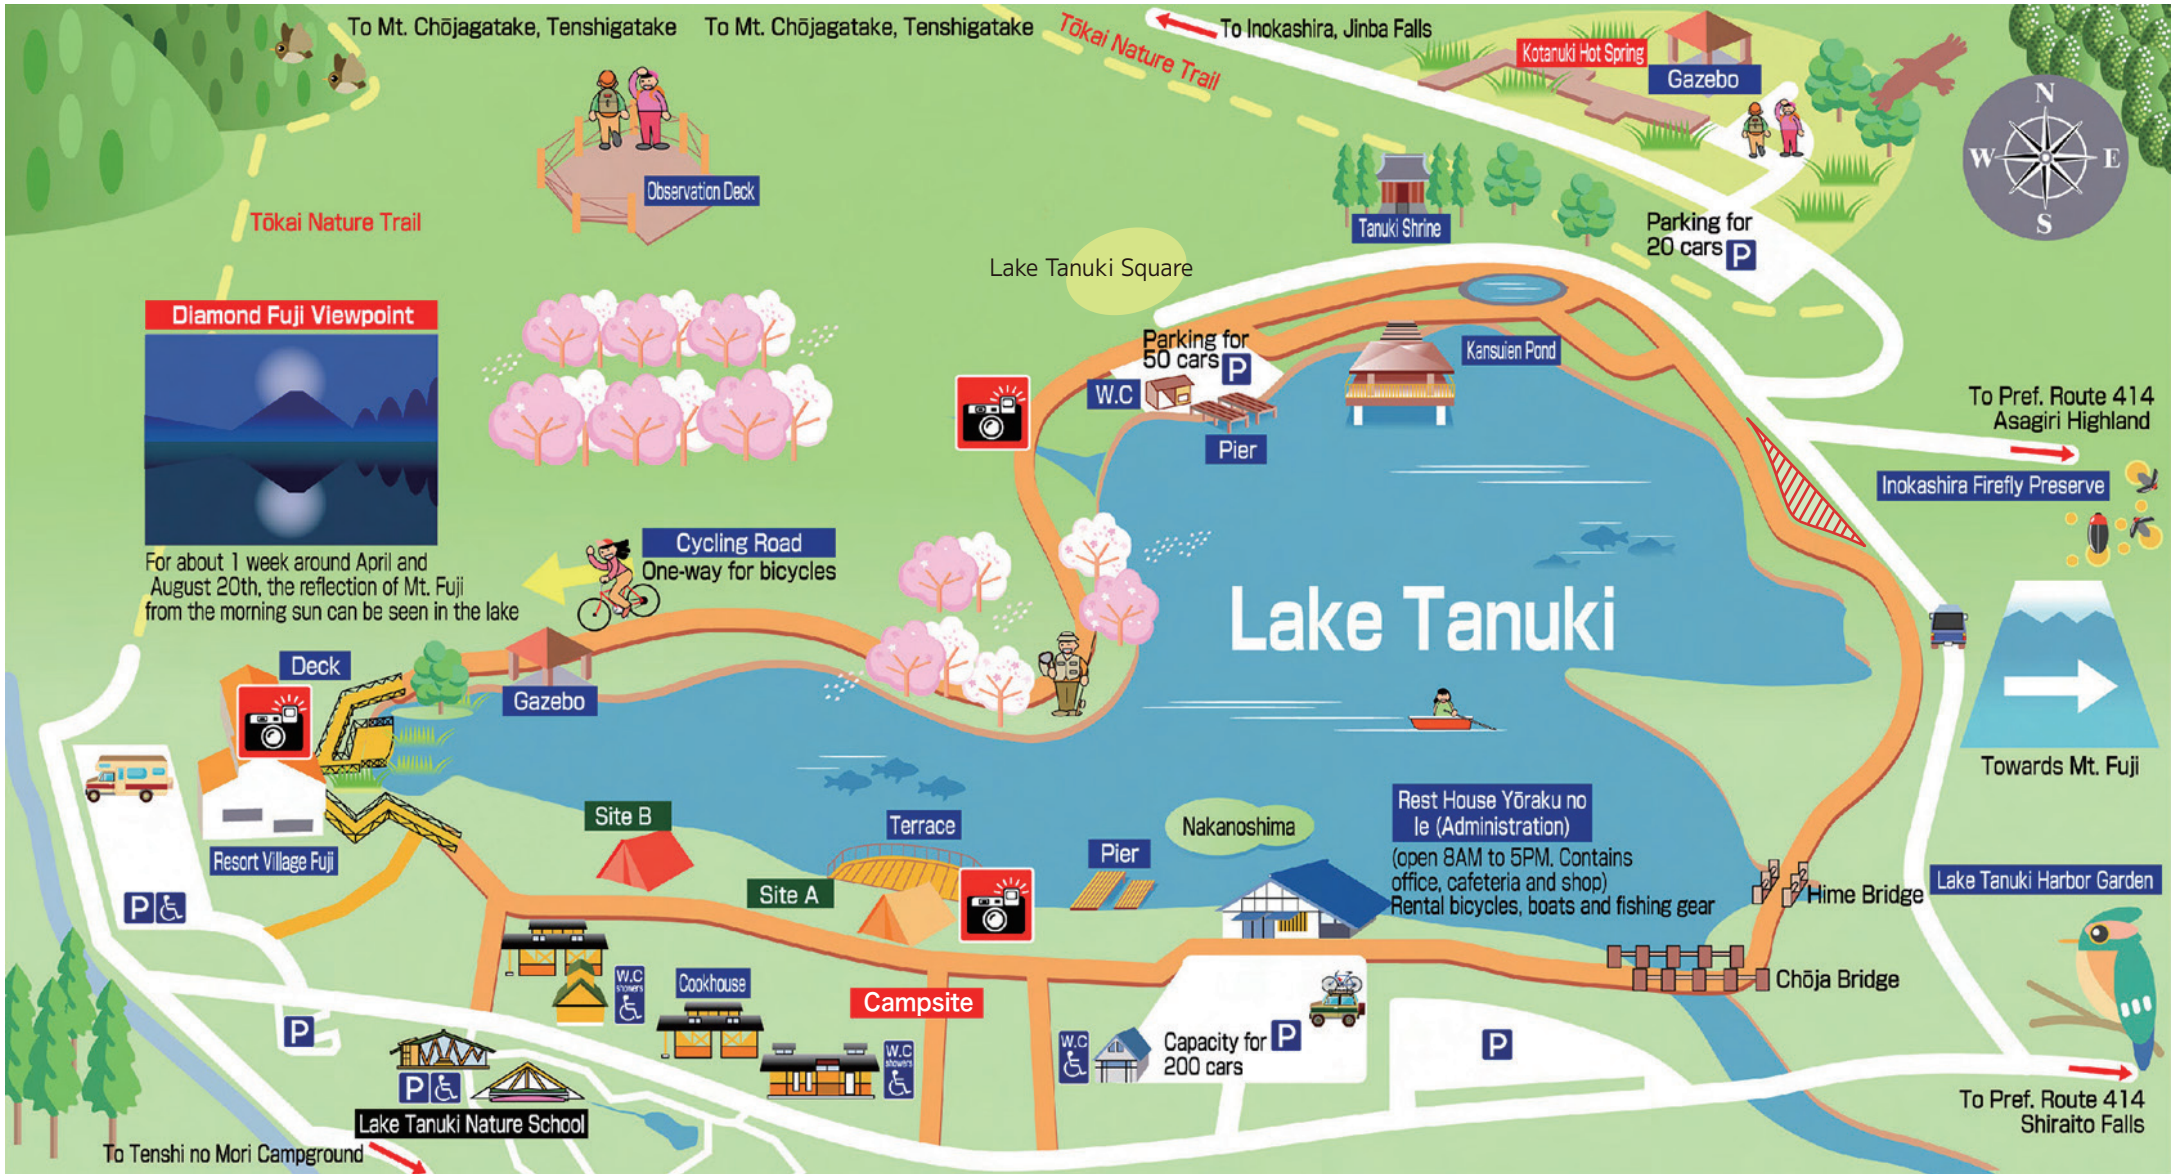 To Mt. Chōjagatake, Tenshigatake
To Mt. Chōjagatake, Tenshigatake
Tōkai Nature Trail
To Inokashira, Jinba Falls
Kotanuki Hot Spring
Gazebo
N
W
E
S
Observation Deck
Tōkai Nature Trail
Tanuki Shrine
Parking for
20 cars P
Lake Tanuki Square
Diamond Fuji Viewpoint
For about 1 week around April and
August 20th, the reflection of Mt. Fuji
from the morning sun can be seen in the lake
Parking for
50 cars P
W.C
Pier
Kansuien Pond
To Pref. Route 414
Asagiri Highland
Inokashira Firefly Preserve
Cycling Road
One-way for bicycles
Lake Tanuki
Deck
Gazebo
Towards Mt. Fuji
Resort Village Fuji
Site B
Terrace
Site A
Pier
Nakanoshima
Rest House Yōraku no
Ie (Administration)
(open 8AM to 5PM. Contains
office, cafeteria and shop)
Rental bicycles, boats and fishing gear
Hime Bridge
Lake Tanuki Harbor Garden
Chōja Bridge
P
W.C
showers
Cookhouse
Campsite
P
P
W.C
showers
W.C
Capacity for P
200 cars
P
Lake Tanuki Nature School
To Tenshi no Mori Campground
To Pref. Route 414
Shiraito Falls